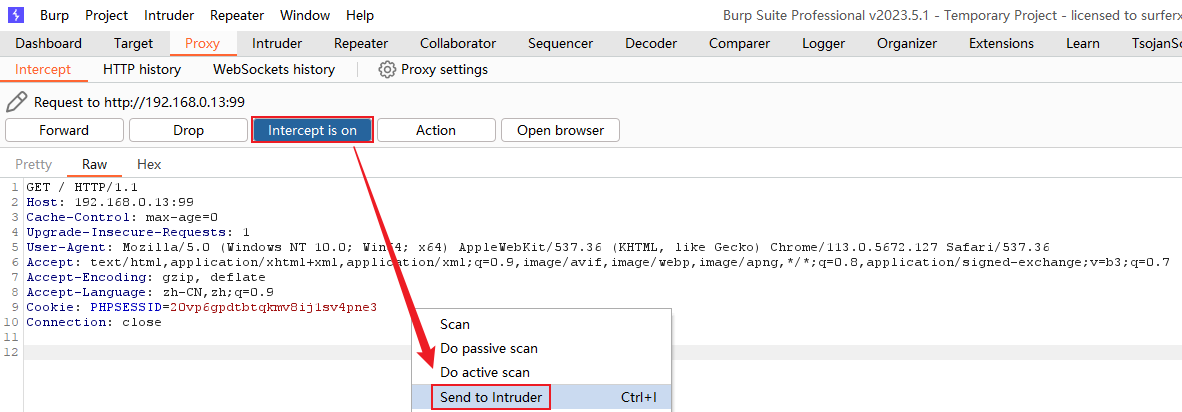 Burp Project Intruder Repeater Window Help Burp Suite Professional v2023.5.1 - Temporary Project - licensed to surferx
Dashboard Target Proxy Intruder Repeater Collaborator Sequencer Decoder Comparer Logger Organizer Extensions Learn TsojanSc
Intercept HTTP history WebSockets history Proxy settings
Request to http://192.168.0.13:99
Forward Drop Intercept is on Action Open browser
Pretty Raw Hex
1 GET / HTTP/1.1
2 Host: 192.168.0.13:99
3 Cache-Control: max-age=0
4 Upgrade-Insecure-Requests: 1
5 User-Agent: Mozilla/5.0 (Windows NT 10.0; Win64; x64) AppleWebKit/537.36 (KHTML, like Gecko) Chrome/113.0.5672.127 Safari/537.36
6 Accept: text/html,application/xhtml+xml,application/xml;q=0.9,image/avif,image/webp,image/apng,*/*;q=0.8,application/signed-exchange;v=b3;q=0.7
7 Accept-Encoding: gzip, deflate
8 Accept-Language: zh-CN,zh;q=0.9
9 Cookie: PHPSESSID=20vp6gpdtbtqkmv8ij1sv4pne3
10 Connection: close
11
12
Scan
Do passive scan
Do active scan
Send to Intruder Ctrl+I